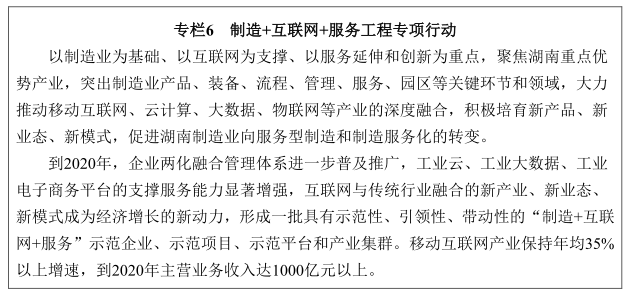 专栏6 制造+互联网+服务工程专项行动
以制造业为基础、以互联网为支撑、以服务延伸和创新为重点，聚焦湖南重点优
势产业，突出制造业产品、装备、流程、管理、服务、园区等关键环节和领域，大力
推动移动互联网、云计算、大数据、物联网等产业的深度融合，积极培育新产品、新
业态、新模式，促进湖南制造业向服务型制造和制造服务化的转变。
到2020年，企业两化融合管理体系进一步普及推广，工业云、工业大数据、工业
电子商务平台的支撑服务能力显著增强，互联网与传统行业融合的新产业、新业态、
新模式成为经济增长的新动力，形成一批具有示范性、引领性、带动性的“制造+互联
网+服务”示范企业、示范项目、示范平台和产业集群。移动互联网产业保持年均35%
以上增速，到2020年主营业务收入达1000亿元以上。